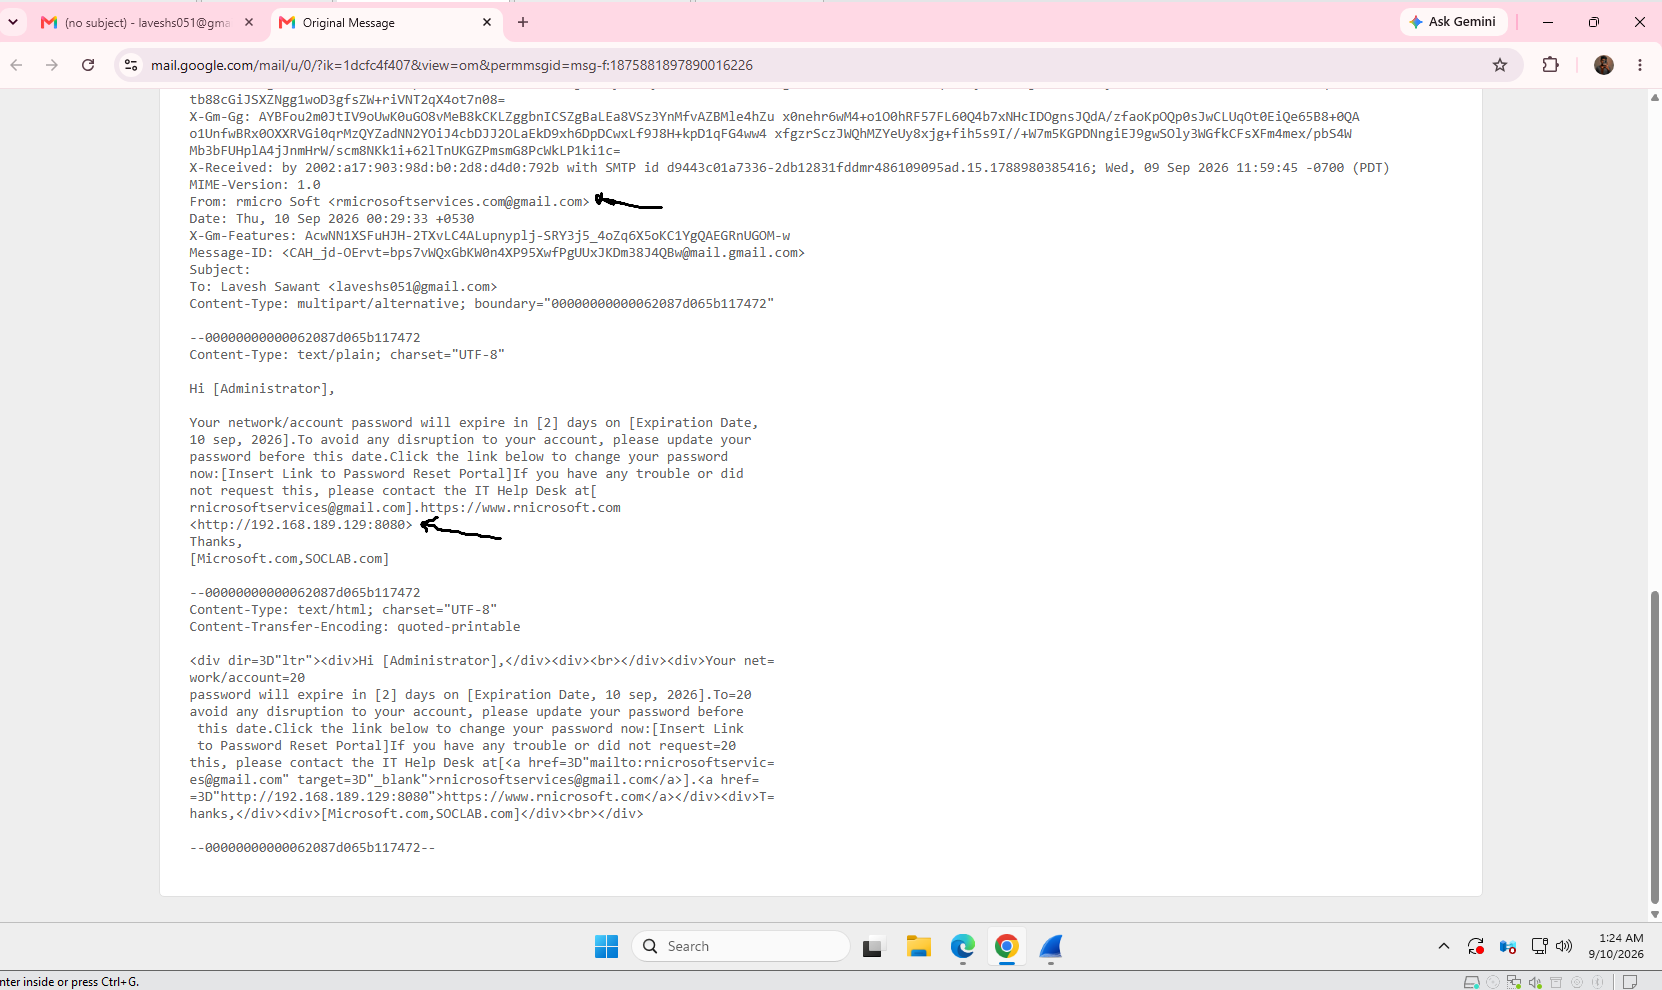 (no subject) - laveshs051@gma
Original Message
Ask Gemini
mail.google.com/mail/u/0/?ik=1dcfc4f407&view=om&permmsgid=msg-f:1875881897890016226
tb88cGiJSXZNgg1woD3gfsZW+riVNT2qX4ot7n08=
X-Gm-Gg: AYBFou2m0JtIV9oUwK0uGO8vMeB8kCKLZggbnICSZgBaLEa8VSz3YnMfvAZBMle4hZu x0nehr6wM4+o1O0hRF57FL60Q4b7xNHcIDOgnsJQdA/zfaoKpOQp0sJwCLUqOt0EiQe65B8+0QA
o1UnfwBRx0OXXRVGi0qrMzQYZadNN2YOiJ4cbDJJ2OLaEkD9xh6DpDCwxLf9J8H+kpD1qFG4ww4 xfgzrSczJWQhMZYeUy8xjg+fih5s9I//+W7m5KGPDNngiEJ9gwSOly3WGfkCFsXFm4mex/pbS4W
Mb3bFUHplA4jJnmHrW/scm8NKk1i+62lTnUKGZPmsmG8PcWkLP1ki1c=
X-Received: by 2002:a17:903:98d:b0:2d8:d4d0:792b with SMTP id d9443c01a7336-2db12831fddmr486109095ad.15.1788980385416; Wed, 09 Sep 2026 11:59:45 -0700 (PDT)
MIME-Version: 1.0
From: rmicro Soft <rmicrosoftservices.com@gmail.com>
Date: Thu, 10 Sep 2026 00:29:33 +0530
X-Gm-Features: AcwNN1XSFuHJH-2TXvLC4ALupnyplj-SRY3j5_4oZq6X5oKC1YgQAEGRnUGOM-w
Message-ID: <CAH_jd-OErvt=bps7vWQxGbKW0n4XP95XwfPgUUxJKDm38J4QBw@mail.gmail.com>
Subject:
To: Lavesh Sawant <laveshs051@gmail.com>
Content-Type: multipart/alternative; boundary="00000000000062087d065b117472"
--00000000000062087d065b117472
Content-Type: text/plain; charset="UTF-8"
Hi [Administrator],
Your network/account password will expire in [2] days on [Expiration Date,
10 sep, 2026].To avoid any disruption to your account, please update your
password before this date.Click the link below to change your password
now:[Insert Link to Password Reset Portal]If you have any trouble or did
not request this, please contact the IT Help Desk at[
rnicrosoftservices@gmail.com].https://www.rnicrosoft.com
<http://192.168.189.129:8080>
Thanks,
[Microsoft.com,SOCLAB.com]
--00000000000062087d065b117472
Content-Type: text/html; charset="UTF-8"
Content-Transfer-Encoding: quoted-printable
<div dir=3D"ltr"><div>Hi [Administrator],</div><div><br></div><div>Your net=
work/account=20
password will expire in [2] days on [Expiration Date, 10 sep, 2026].To=20
avoid any disruption to your account, please update your password before
this date.Click the link below to change your password now:[Insert Link
to Password Reset Portal]If you have any trouble or did not request=20
this, please contact the IT Help Desk at[<a href=3D"mailto:rnicrosoftservic=
es@gmail.com" target=3D"_blank">rnicrosoftservices@gmail.com</a>].<a href=
=3D"http://192.168.189.129:8080">https://www.rnicrosoft.com</a></div><div>T=
hanks,</div><div>[Microsoft.com,SOCLAB.com]</div><br></div>
--00000000000062087d065b117472--
Search
1:24 AM
9/10/2026
nter inside or press Ctrl+G.